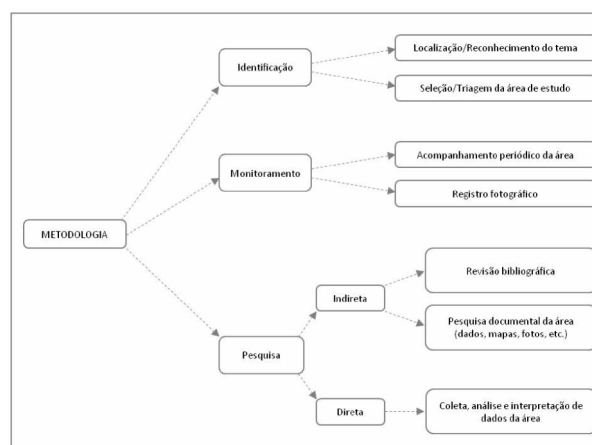 Localização/Reconhecimento do tema
Identificação
Seleção/Triagem da área de estudo
Acompanhamento periódico da área
Monitoramento
Registro fotográfico
METODOLOGIA
Revisão bibliográfica
Indireta
Pesquisa documental da área
(dados, mapas, fotos, etc.)
Pesquisa
Direta
Coleta, análise e interpretação de
dados da área